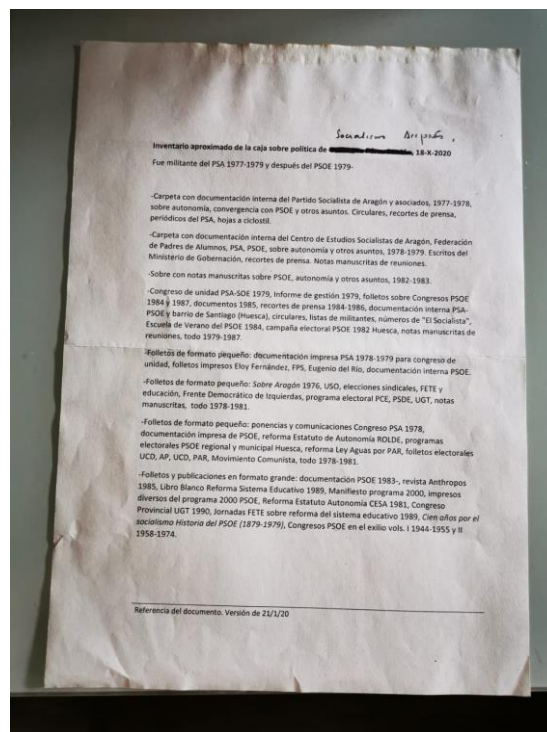 Socialismo Aragonés.
Inventario aproximado de la caja sobre política de , 18-X-2020
Fue militante del PSA 1977-1979 y después del PSOE 1979-
-Carpeta con documentación interna del Partido Socialista de Aragón y asociados, 1977-1978,
sobre autonomía, convergencia con PSOE y otros asuntos. Circulares, recortes de prensa,
periódicos del PSA, hojas a ciclostil.
-Carpeta con documentación interna del Centro de Estudios Socialistas de Aragón, Federación
de Padres de Alumnos, PSA, PSOE, sobre autonomía y otros asuntos, 1978-1979. Escritos del
Ministerio de Gobernación, recortes de prensa. Notas manuscritas de reuniones.
-Sobre con notas manuscritas sobre PSOE, autonomía y otros asuntos, 1982-1983.
-Congreso de unidad PSA-SOE 1979, Informe de gestión 1979, folletos sobre Congresos PSOE
1984 y 1987, documentos 1985, recortes de prensa 1984-1986, documentación interna PSA-
PSOE y barrio de Santiago (Huesca), circulares, listas de militantes, números de "El Socialista",
Escuela de Verano del PSOE 1984, campaña electoral PSOE 1982 Huesca, notas manuscritas de
reuniones, todo 1979-1987.
-Folletos de formato pequeño: documentación impresa PSA 1978-1979 para congreso de
unidad, folletos impresos Eloy Fernández, FPS, Eugenio del Río, documentación interna PSOE.
-Folletos de formato pequeño: Sobre Aragón 1976, USO, elecciones sindicales, FETE y
educación, Frente Democrático de Izquierdas, programa electoral PCE, PSDE, UGT, notas
manuscritas, todo 1978-1981.
-Folletos de formato pequeño: ponencias y comunicaciones Congreso PSA 1978,
documentación impresa de PSOE, reforma Estatuto de Autonomía ROLDE, programas
electorales PSOE regional y municipal Huesca, reforma Ley Aguas por PAR, folletos electorales
UCD, AP, UCD, PAR, Movimiento Comunista, todo 1978-1981.
-Folletos y publicaciones en formato grande: documentación PSOE 1983-, revista Anthropos
1985, Libro Blanco Reforma Sistema Educativo 1989, Manifiesto programa 2000, impresos
diversos del programa 2000 PSOE, Reforma Estatuto Autonomía CESA 1981, Congreso
Provincial UGT 1990, Jornadas FETE sobre reforma del sistema educativo 1989, Cien años por el
socialismo Historia del PSOE (1879-1979), Congresos PSOE en el exilio vols. I 1944-1955 y II
1958-1974.
Referencia del documento. Versión de 21/1/20